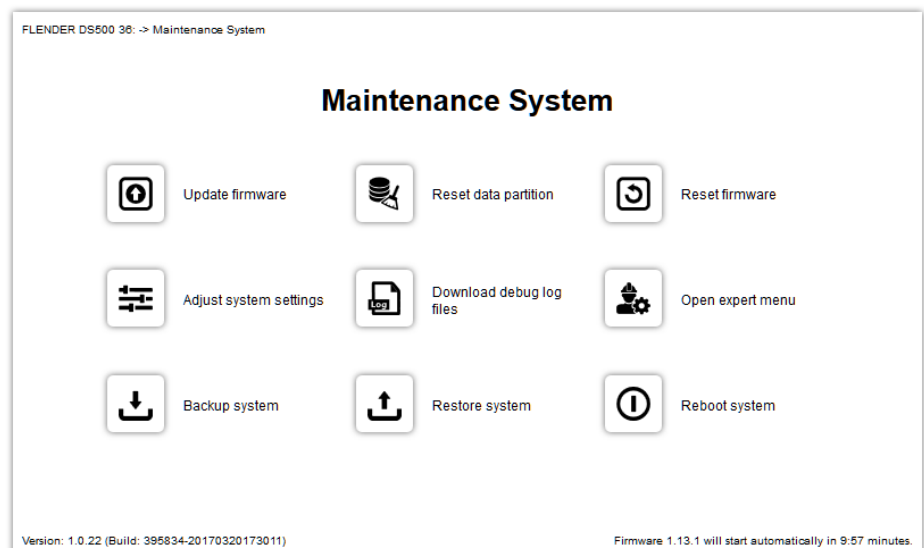 FLENDER DS500 36: -> Maintenance System
Maintenance System
Update firmware
Reset data partition
Reset firmware
Adjust system settings
Download debug log
files
Log
Open expert menu
Backup system
Restore system
Reboot system
Version: 1.0.22 (Build: 395834-20170320173011)
Firmware 1.13.1 will start automatically in 9:57 minutes.